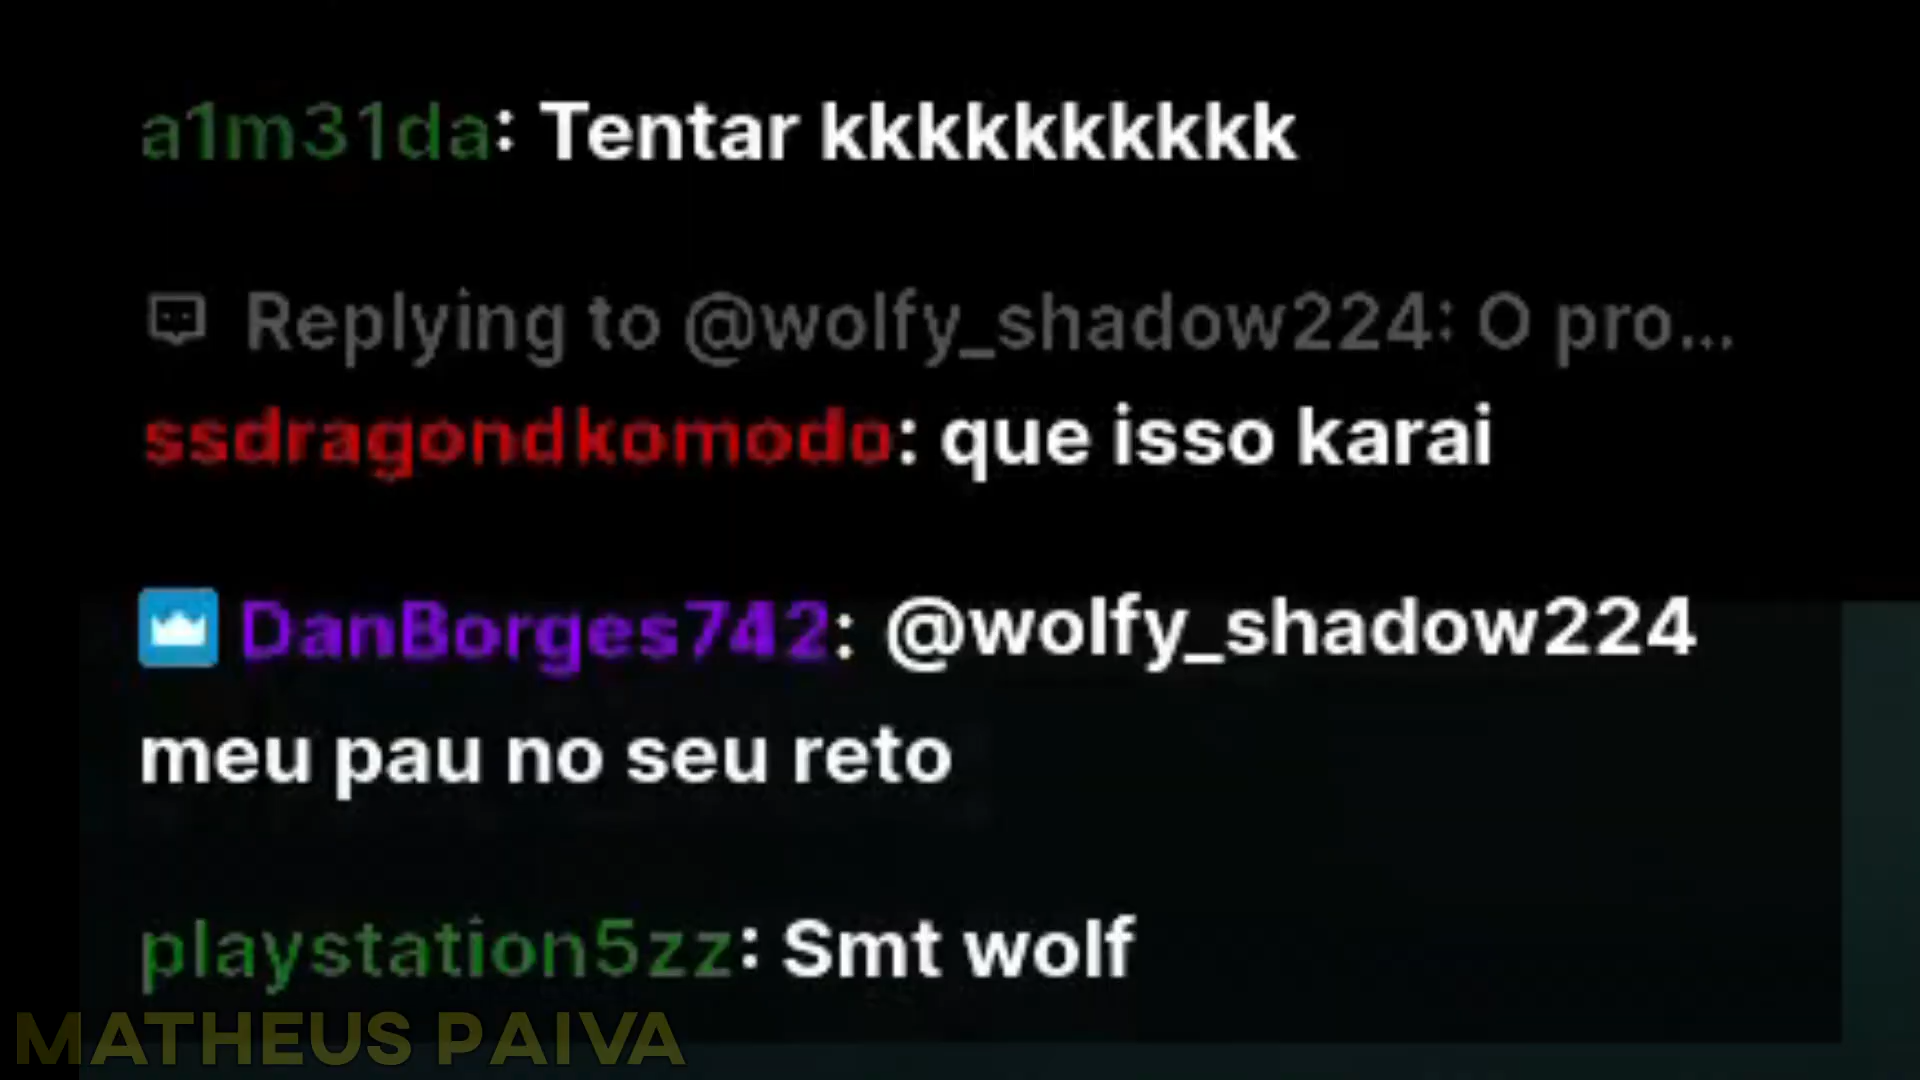 a1m31da: Tentar kkkkkkkkkk
Replying to @wolfy_shadow224: O pro...
ssdragondkomodo: que isso karai
DanBorges742: @wolfy_shadow224
meu pau no seu reto
playstation5zz: Smt wolf
MATHEUS PAIVA